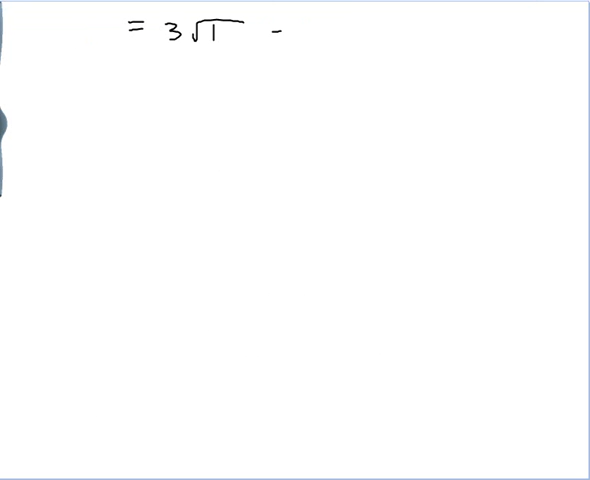 = 3√1 -